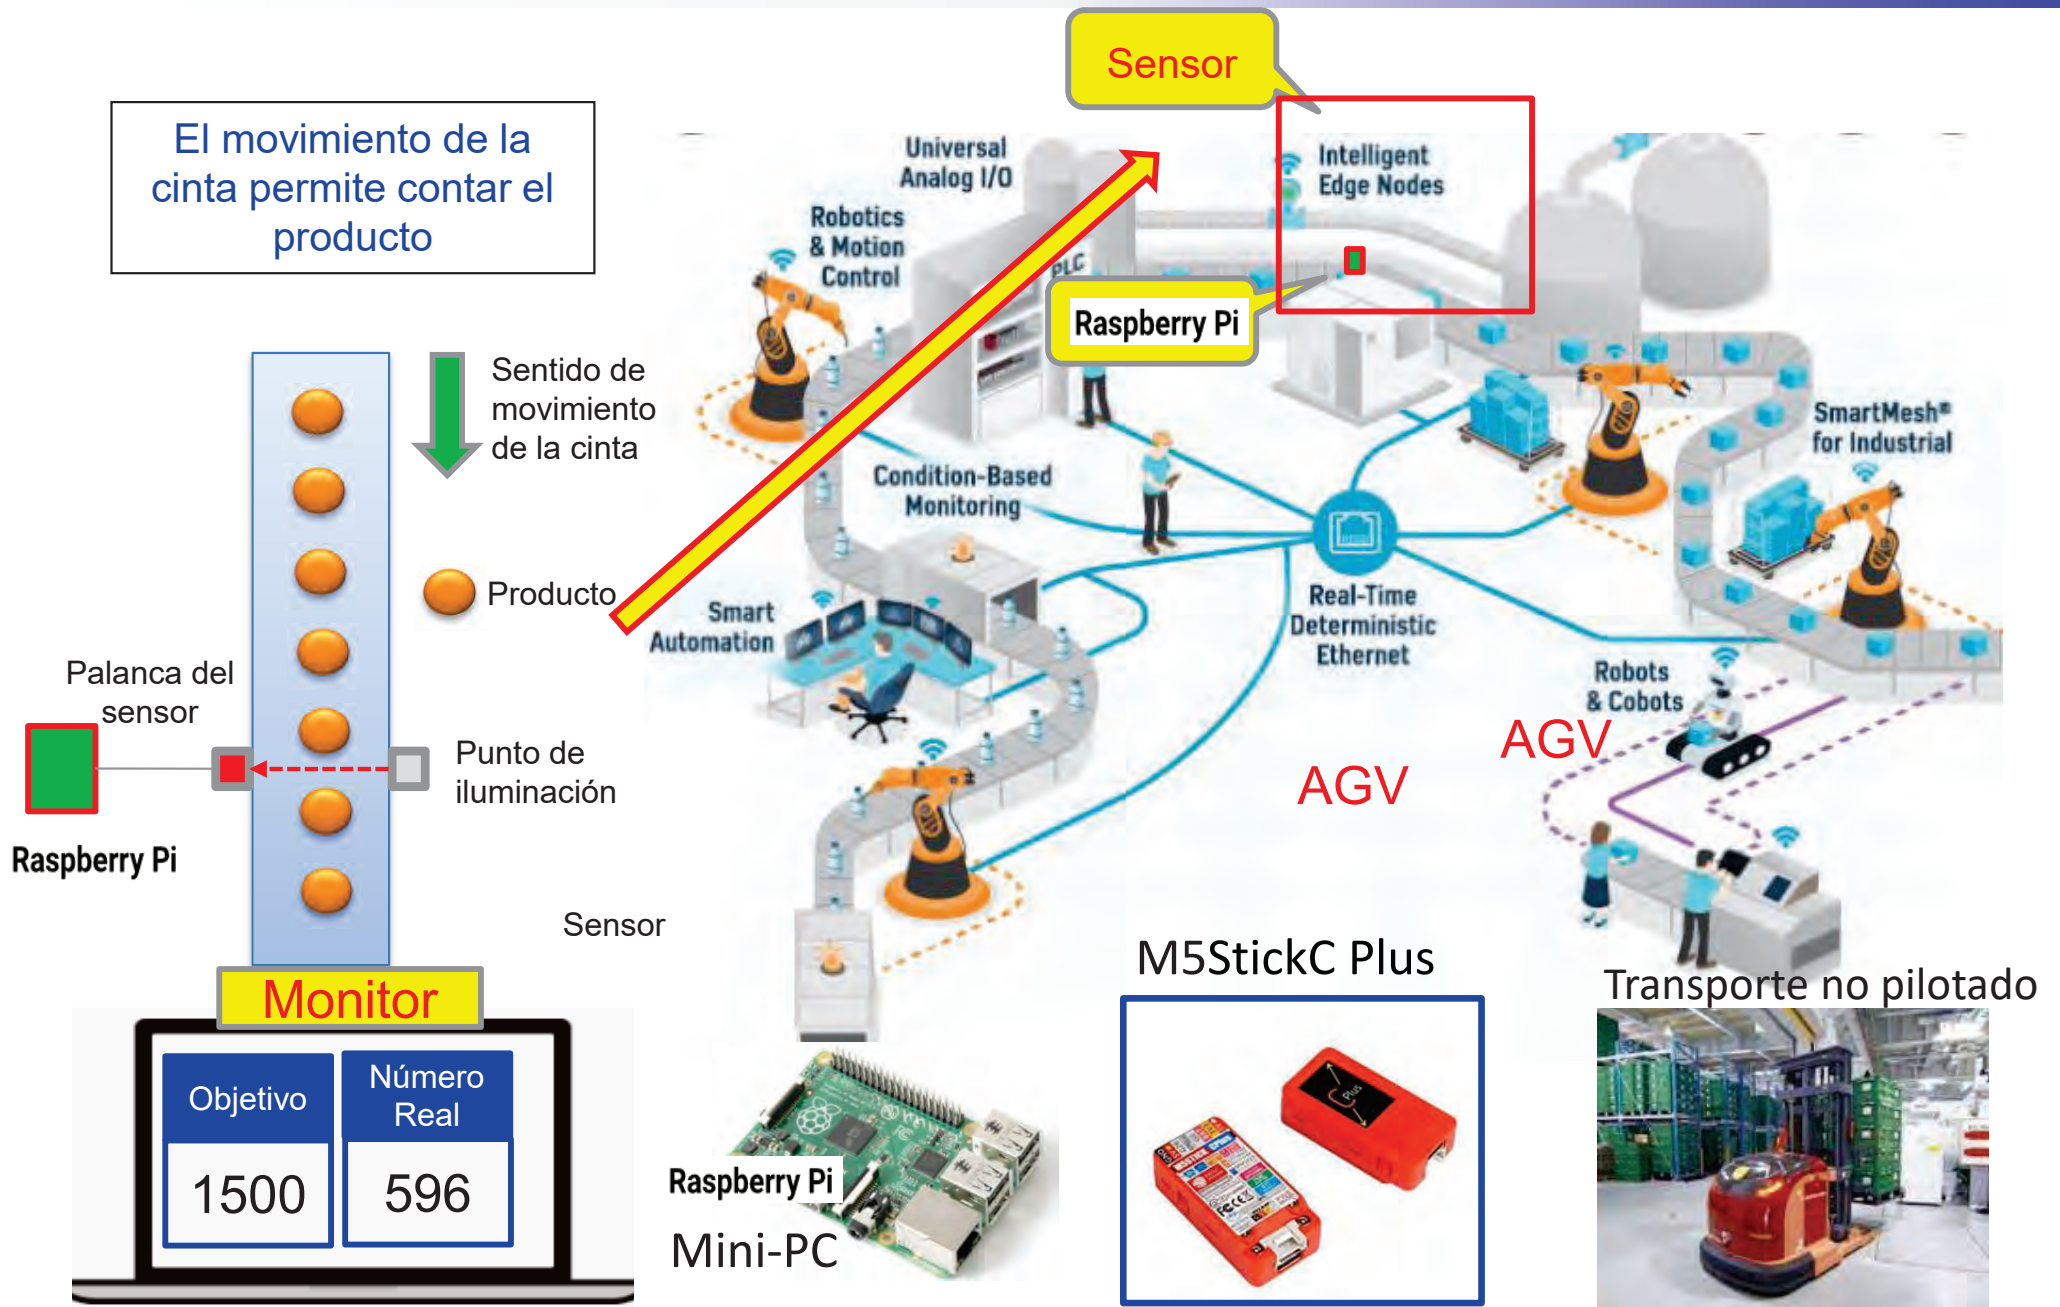 Sensor
El movimiento de la
cinta permite contar el
producto
Universal
Analog I/O
Intelligent
Edge Nodes
Robotics
& Motion
Control
PLC
Raspberry Pi
Sentido de
movimiento
de la cinta
SmartMesh®
for Industrial
Condition-Based
Monitoring
Producto
Smart
Automation
Real-Time
Deterministic
Ethernet
Palanca del
sensor
Robots
& Cobots
AGV
AGV
Punto de
iluminación
Raspberry Pi
Sensor
M5StickC Plus
Transporte no pilotado
Monitor
Objetivo
Número
Real
1500
596
Raspberry Pi
Mini-PC
C Plus